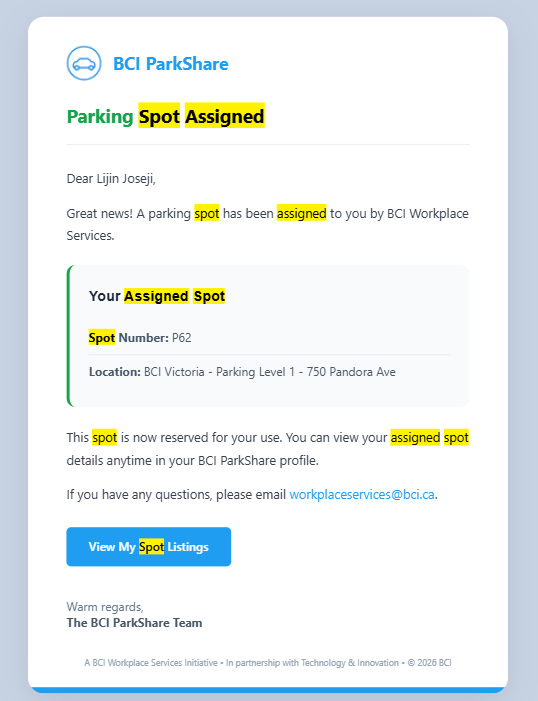 BCI ParkShare
Parking Spot Assigned
Dear Lijin Joseji,
Great news! A parking spot has been assigned to you by BCI Workplace
Services.
Your Assigned Spot
Spot Number: P62
Location: BCI Victoria - Parking Level 1 - 750 Pandora Ave
This spot is now reserved for your use. You can view your assigned spot
details anytime in your BCI ParkShare profile.
If you have any questions, please email workplaceservices@bci.ca.
View My Spot Listings
Warm regards,
The BCI ParkShare Team
A BCI Workplace Services Initiative • In partnership with Technology & Innovation • © 2026 BCI